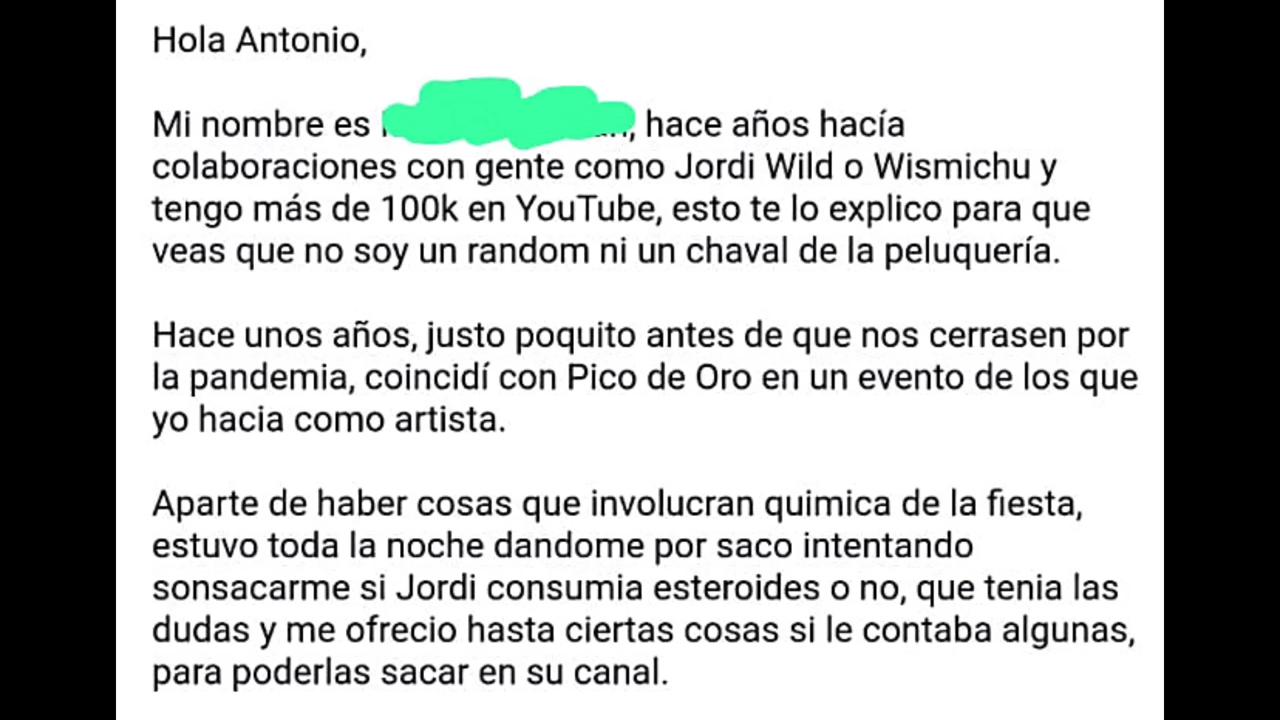 Hola Antonio,
Mi nombre es , hace años hacía
colaboraciones con gente como Jordi Wild o Wismichu y
tengo más de 100k en YouTube, esto te lo explico para que
veas que no soy un random ni un chaval de la peluquería.
Hace unos años, justo poquito antes de que nos cerrasen por
la pandemia, coincidí con Pico de Oro en un evento de los que
yo hacia como artista.
Aparte de haber cosas que involucran quimica de la fiesta,
estuvo toda la noche dandome por saco intentando
sonsacarme si Jordi consumia esteroides o no, que tenia las
dudas y me ofrecio hasta ciertas cosas si le contaba algunas,
para poderlas sacar en su canal.